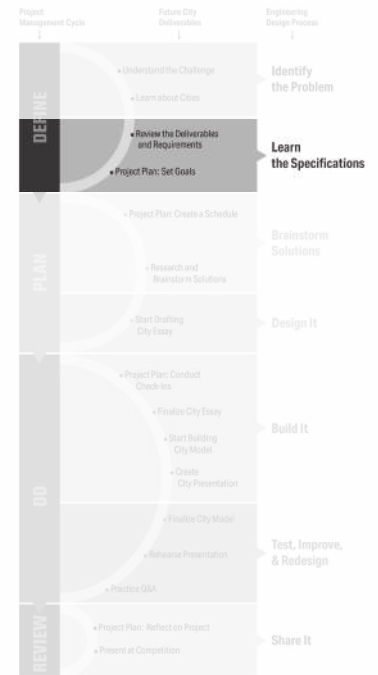 Project
Management Cycle
Future City
Deliverables
Engineering
Design Process
DEFINE
• Understand the Challenge
• Learn about Cities
Identify
the Problem
• Review the Deliverables
and Requirements
• Project Plan: Set Goals
Learn
the Specifications
PLAN
• Project Plan: Create a Schedule
• Research and
Brainstorm Solutions
Brainstorm
Solutions
• Start Drafting
City Essay
Design It
DO
• Project Plan: Conduct
Check-Ins
• Finalize City Essay
• Start Building
City Model
• Create
City Presentation
Build It
• Finalize City Model
• Rehearse Presentation
• Practice Q&A
Test, Improve,
& Redesign
REVIEW
• Project Plan: Reflect on Project
• Present at Competition
Share It